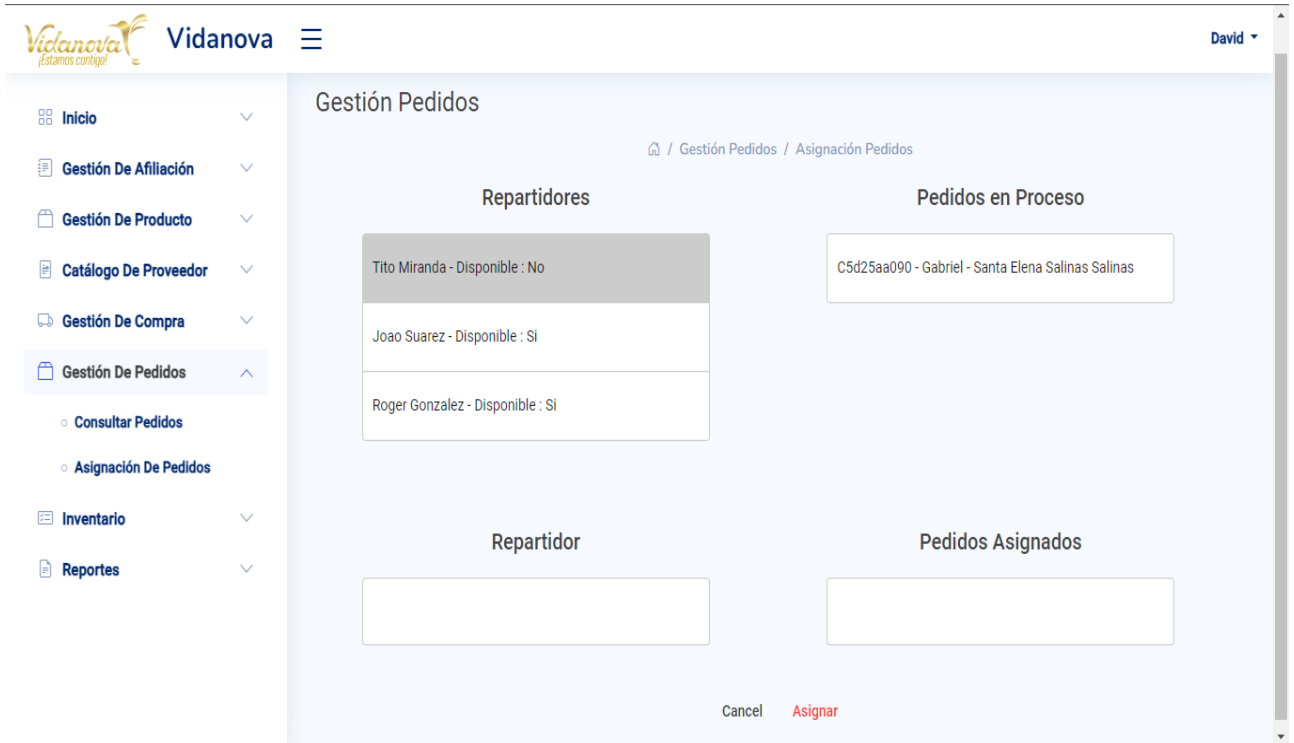 Vidanova
¡Estamos contigo!
Vidanova
David
Inicio
Gestión De Afiliación
Gestión De Producto
Catálogo De Proveedor
Gestión De Compra
Gestión De Pedidos
Consultar Pedidos
Asignación De Pedidos
Inventario
Reportes
Gestión Pedidos
/ Gestión Pedidos / Asignación Pedidos
Repartidores
Tito Miranda - Disponible : No
Joao Suarez - Disponible : Si
Roger Gonzalez - Disponible : Si
Pedidos en Proceso
C5d25aa090 - Gabriel - Santa Elena Salinas Salinas
Repartidor
Pedidos Asignados
Cancel
Asignar